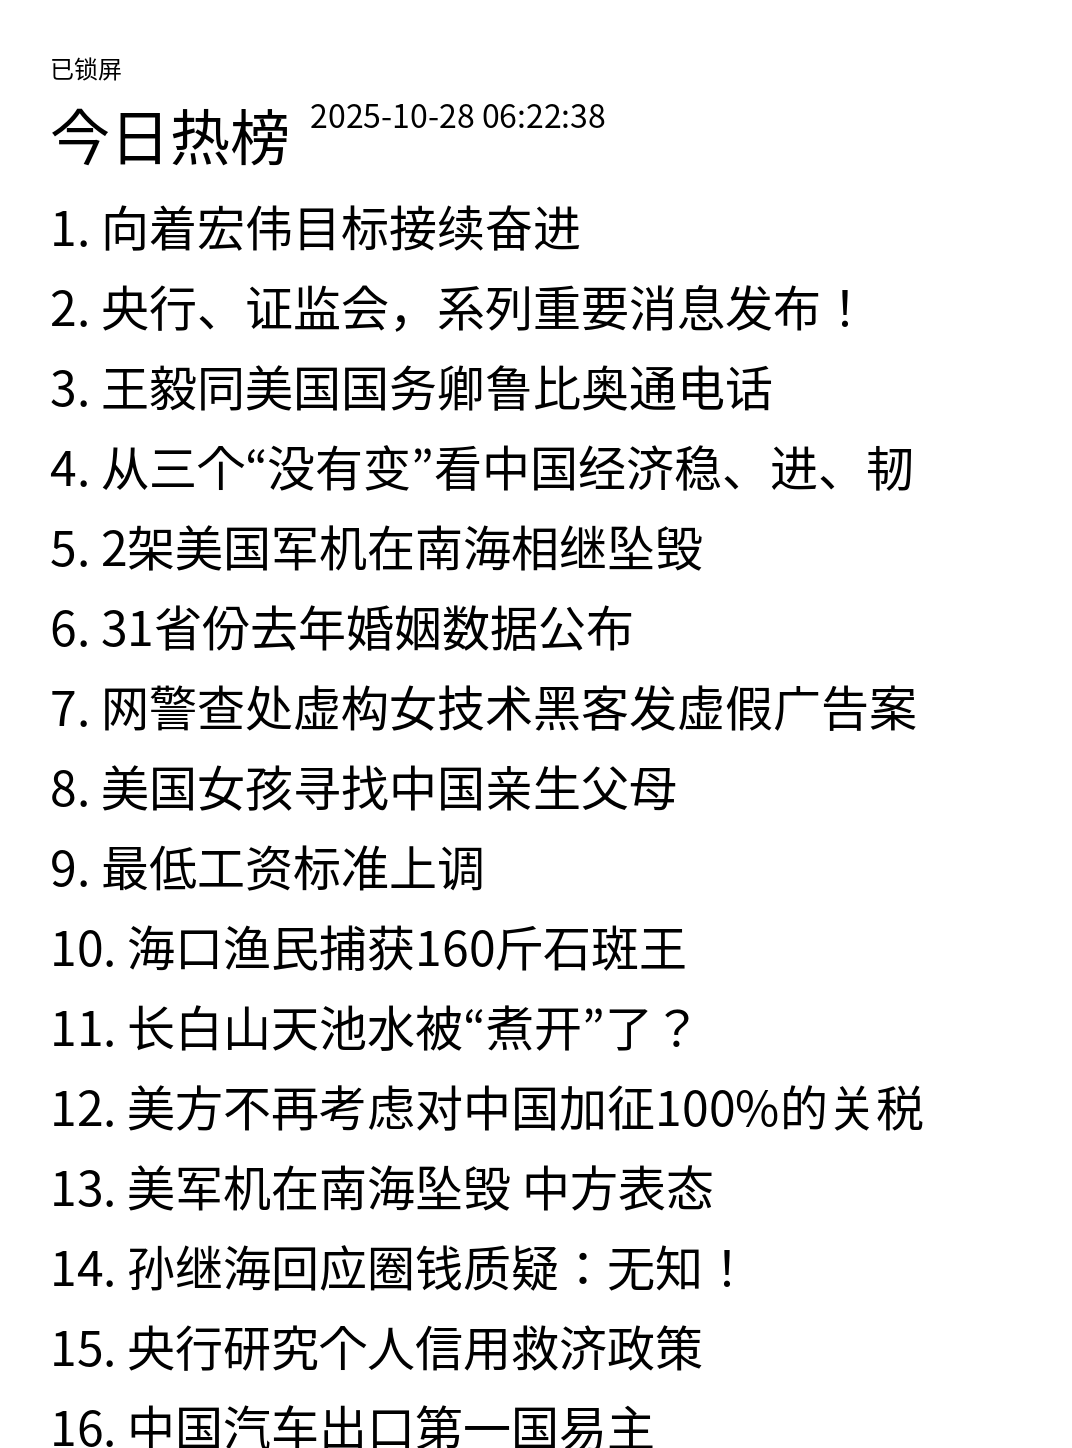 已锁屏
今日热榜 2025-10-28 06:22:38
1. 向着宏伟目标接续奋进
2. 央行、证监会，系列重要消息发布！
3. 王毅同美国国务卿鲁比奥通电话
4. 从三个“没有变”看中国经济稳、进、韧
5. 2架美国军机在南海相继坠毁
6. 31省份去年婚姻数据公布
7. 网警查处虚构女技术黑客发虚假广告案
8. 美国女孩寻找中国亲生父母
9. 最低工资标准上调
10. 海口渔民捕获160斤石斑王
11. 长白山天池水被“煮开”了？
12. 美方不再考虑对中国加征100%的关税
13. 美军机在南海坠毁 中方表态
14. 孙继海回应圈钱质疑：无知！
15. 央行研究个人信用救济政策
16. 中国汽车出口第一国易主